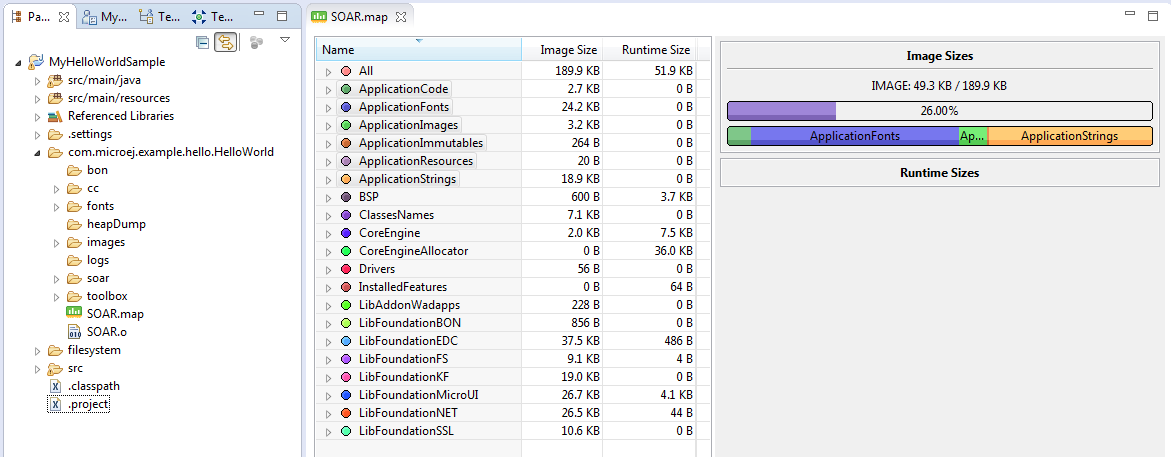 Pa... My... Te... Te...
MyHelloWorldSample
src/main/java
src/main/resources
Referenced Libraries
.settings
com.microej.example.hello.HelloWorld
bon
cc
fonts
heapDump
images
logs
soar
toolbox
SOAR.map
SOAR.o
filesystem
src
.classpath
.project
SOAR.map
Name Image Size Runtime Size
All 189.9 KB 51.9 KB
ApplicationCode 2.7 KB 0 B
ApplicationFonts 24.2 KB 0 B
ApplicationImages 3.2 KB 0 B
ApplicationImmutables 264 B 0 B
ApplicationResources 20 B 0 B
ApplicationStrings 18.9 KB 0 B
BSP 600 B 3.7 KB
ClassesNames 7.1 KB 0 B
CoreEngine 2.0 KB 7.5 KB
CoreEngineAllocator 0 B 36.0 KB
Drivers 56 B 0 B
InstalledFeatures 0 B 64 B
LibAddonWadapps 228 B 0 B
LibFoundationBON 856 B 0 B
LibFoundationEDC 37.5 KB 486 B
LibFoundationFS 9.1 KB 4 B
LibFoundationKF 19.0 KB 0 B
LibFoundationMicroUI 26.7 KB 4.1 KB
LibFoundationNET 26.5 KB 44 B
LibFoundationSSL 10.6 KB 0 B
Image Sizes
IMAGE: 49.3 KB / 189.9 KB
26.00%
ApplicationFonts Ap... ApplicationStrings
Runtime Sizes